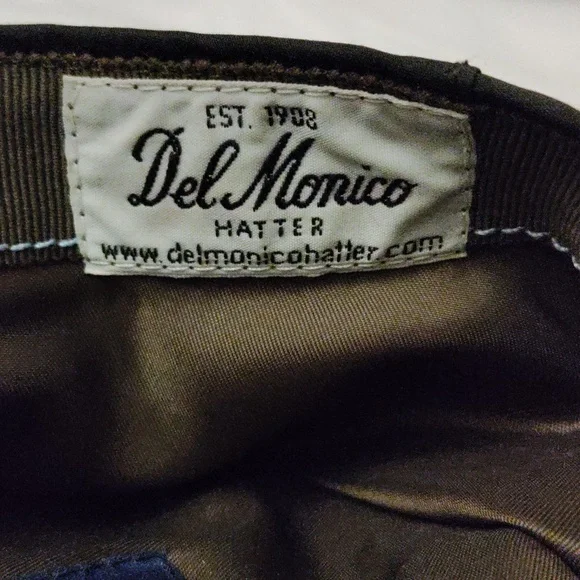 EST. 1908
Del Monico
HATTER
www.delmonicohatter.com